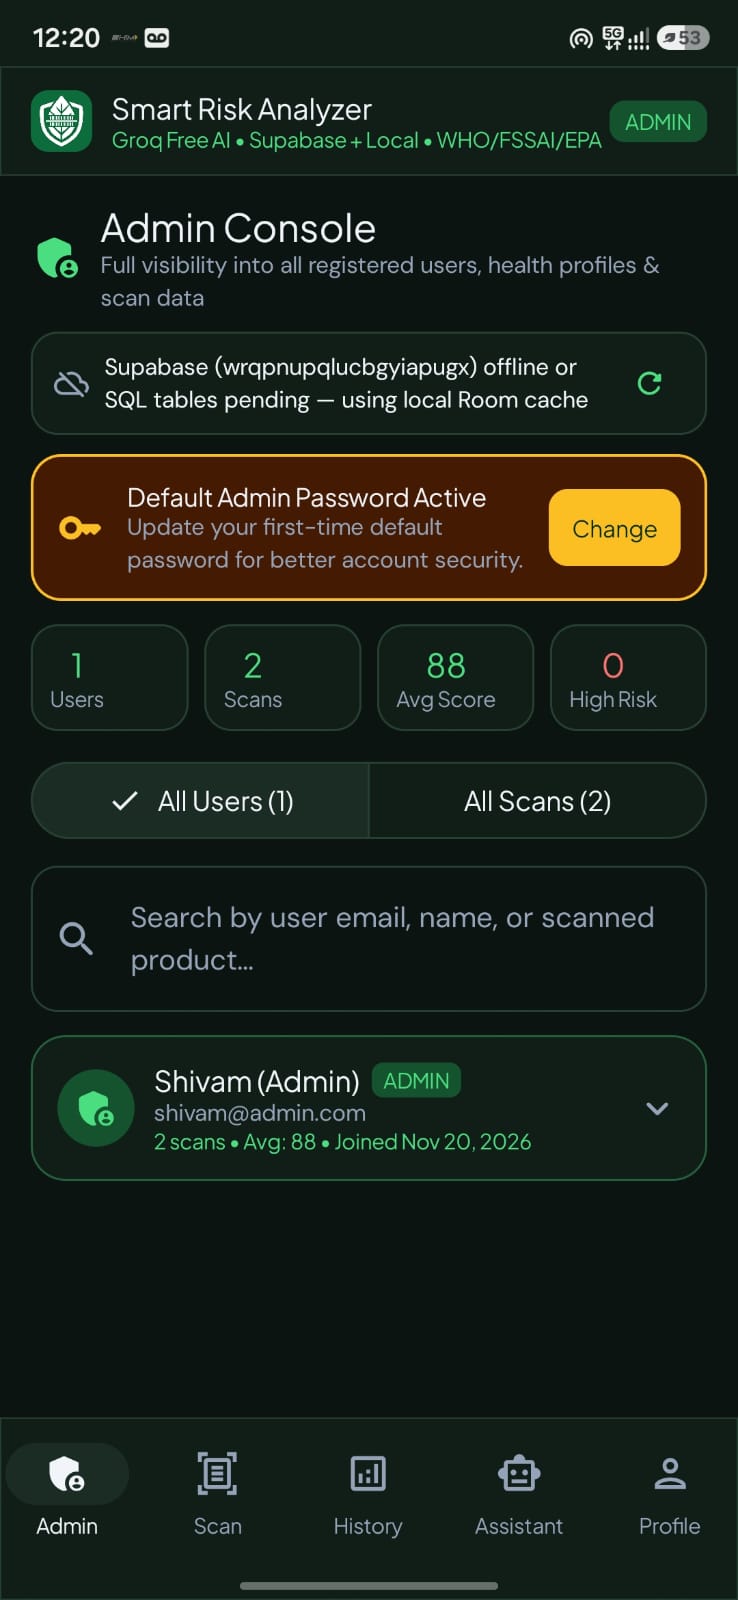 12:20
5G
53
Smart Risk Analyzer
Groq Free AI • Supabase + Local • WHO/FSSAI/EPA
ADMIN
Admin Console
Full visibility into all registered users, health profiles &
scan data
Supabase (wrqpnupqlucbgyiapugx) offline or
SQL tables pending — using local Room cache
Default Admin Password Active
Update your first-time default
password for better account security.
Change
1
Users
2
Scans
88
Avg Score
0
High Risk
All Users (1)
All Scans (2)
Search by user email, name, or scanned
product...
Shivam (Admin)
ADMIN
shivam@admin.com
2 scans • Avg: 88 • Joined Nov 20, 2026
Admin
Scan
History
Assistant
Profile